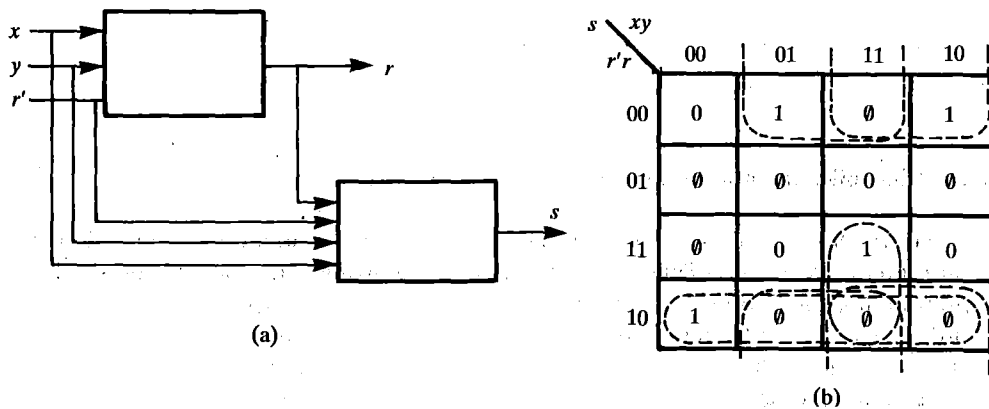 x
y
r'
r
s
(a)
s xy
r'r
00 01 11 10
00 0 1 ∅ 1
01 ∅ ∅ 0 ∅
11 ∅ 0 1 0
10 1 ∅ ∅ ∅
(b)